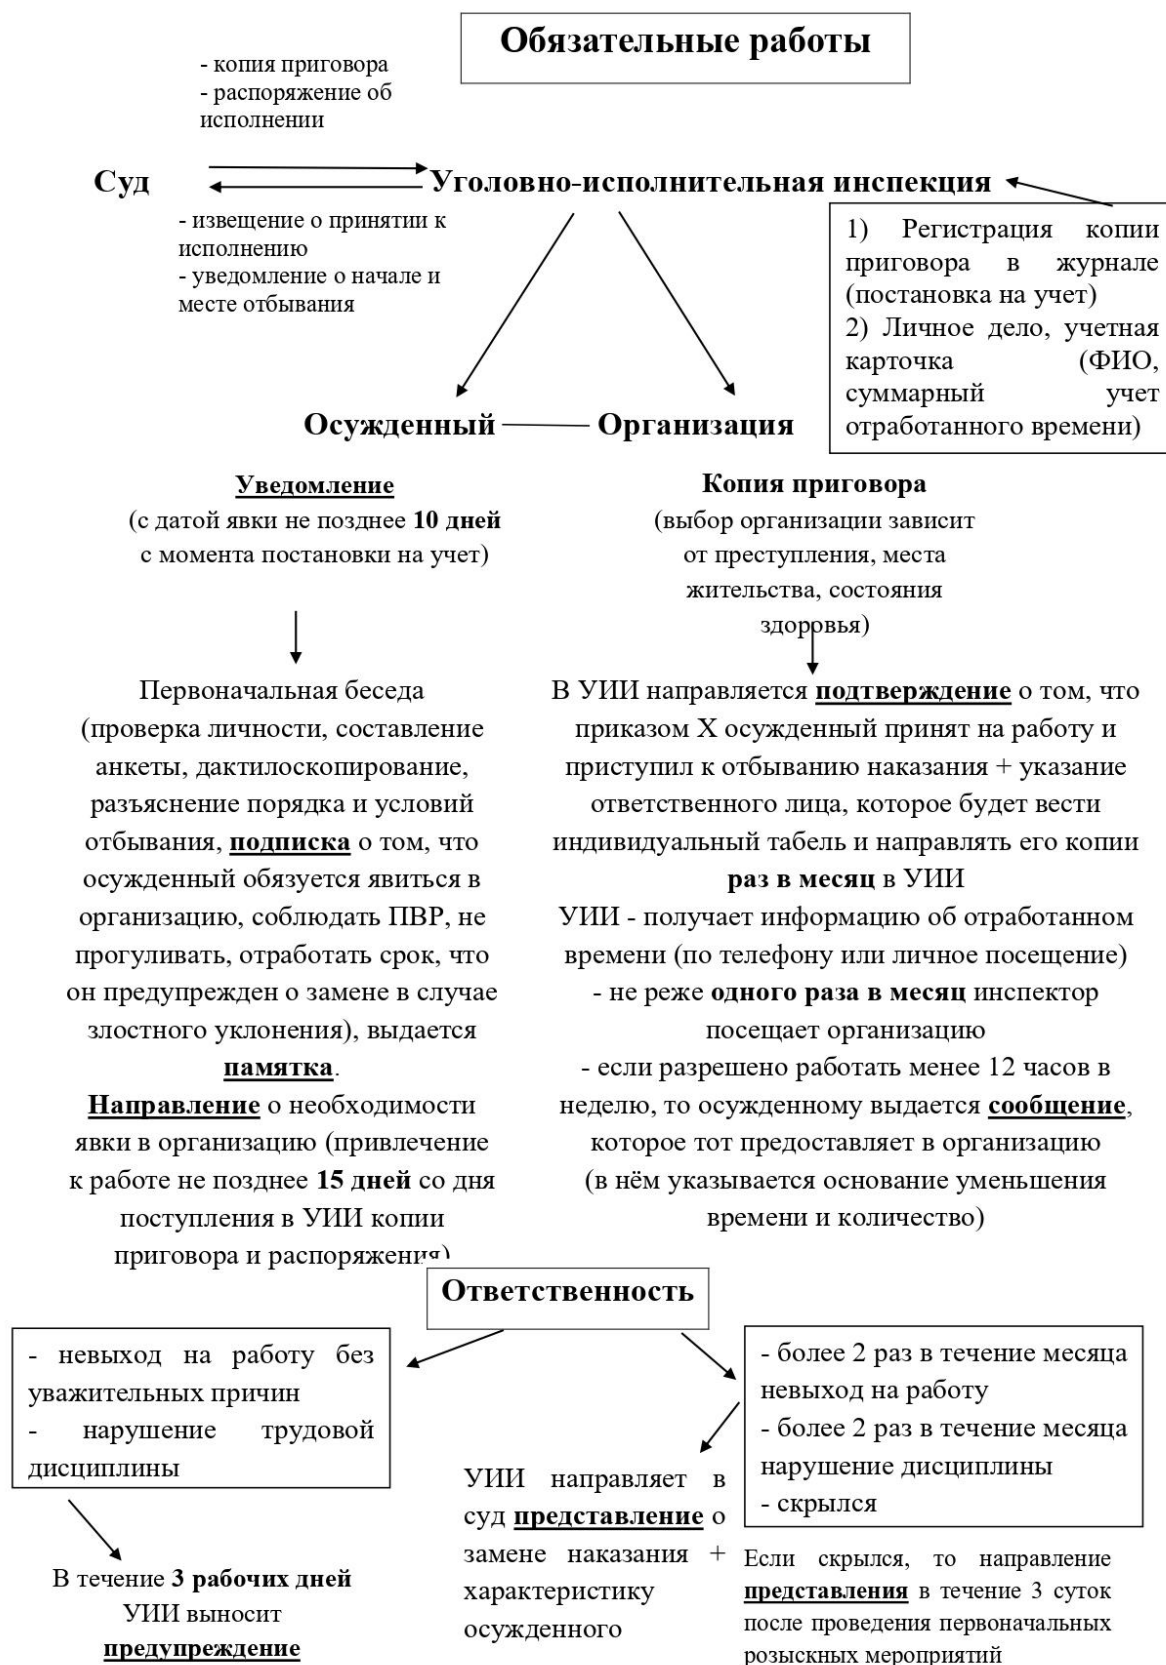 Обязательные работы
- копия приговора
- распоряжение об
исполнении
Суд
Уголовно-исполнительная инспекция
- извещение о принятии к
исполнению
- уведомление о начале и
месте отбывания
1) Регистрация копии
приговора в журнале
(постановка на учет)
2) Личное дело, учетная
карточка (ФИО,
суммарный учет
отработанного времени)
Осужденный
Организация
Уведомление
(с датой явки не позднее 10 дней
с момента постановки на учет)
Копия приговора
(выбор организации зависит
от преступления, места
жительства, состояния
здоровья)
Первоначальная беседа
(проверка личности, составление
анкеты, дактилоскопирование,
разъяснение порядка и условий
отбывания, подписка о том, что
осужденный обязуется явиться в
организацию, соблюдать ПВР, не
прогуливать, отработать срок, что
он предупрежден о замене в случае
злостного уклонения), выдается
памятка.
Направление о необходимости
явки в организацию (привлечение
к работе не позднее 15 дней со дня
поступления в УИИ копии
приговора и распоряжения)
В УИИ направляется подтверждение о том, что
приказом X осужденный принят на работу и
приступил к отбыванию наказания + указание
ответственного лица, которое будет вести
индивидуальный табель и направлять его копии
раз в месяц в УИИ
УИИ - получает информацию об отработанном
времени (по телефону или личное посещение)
- не реже одного раза в месяц инспектор
посещает организацию
- если разрешено работать менее 12 часов в
неделю, то осужденному выдается сообщение,
которое тот предоставляет в организацию
(в нём указывается основание уменьшения
времени и количество)
Ответственность
- невыход на работу без
уважительных причин
- нарушение трудовой
дисциплины
В течение 3 рабочих дней
УИИ выносит
предупреждение
- более 2 раз в течение месяца
невыход на работу
- более 2 раз в течение месяца
нарушение дисциплины
- скрылся
УИИ направляет в
суд представление о
замене наказания +
характеристику
осужденного
Если скрылся, то направление
представления в течение 3 суток
после проведения первоначальных
розыскных мероприятий